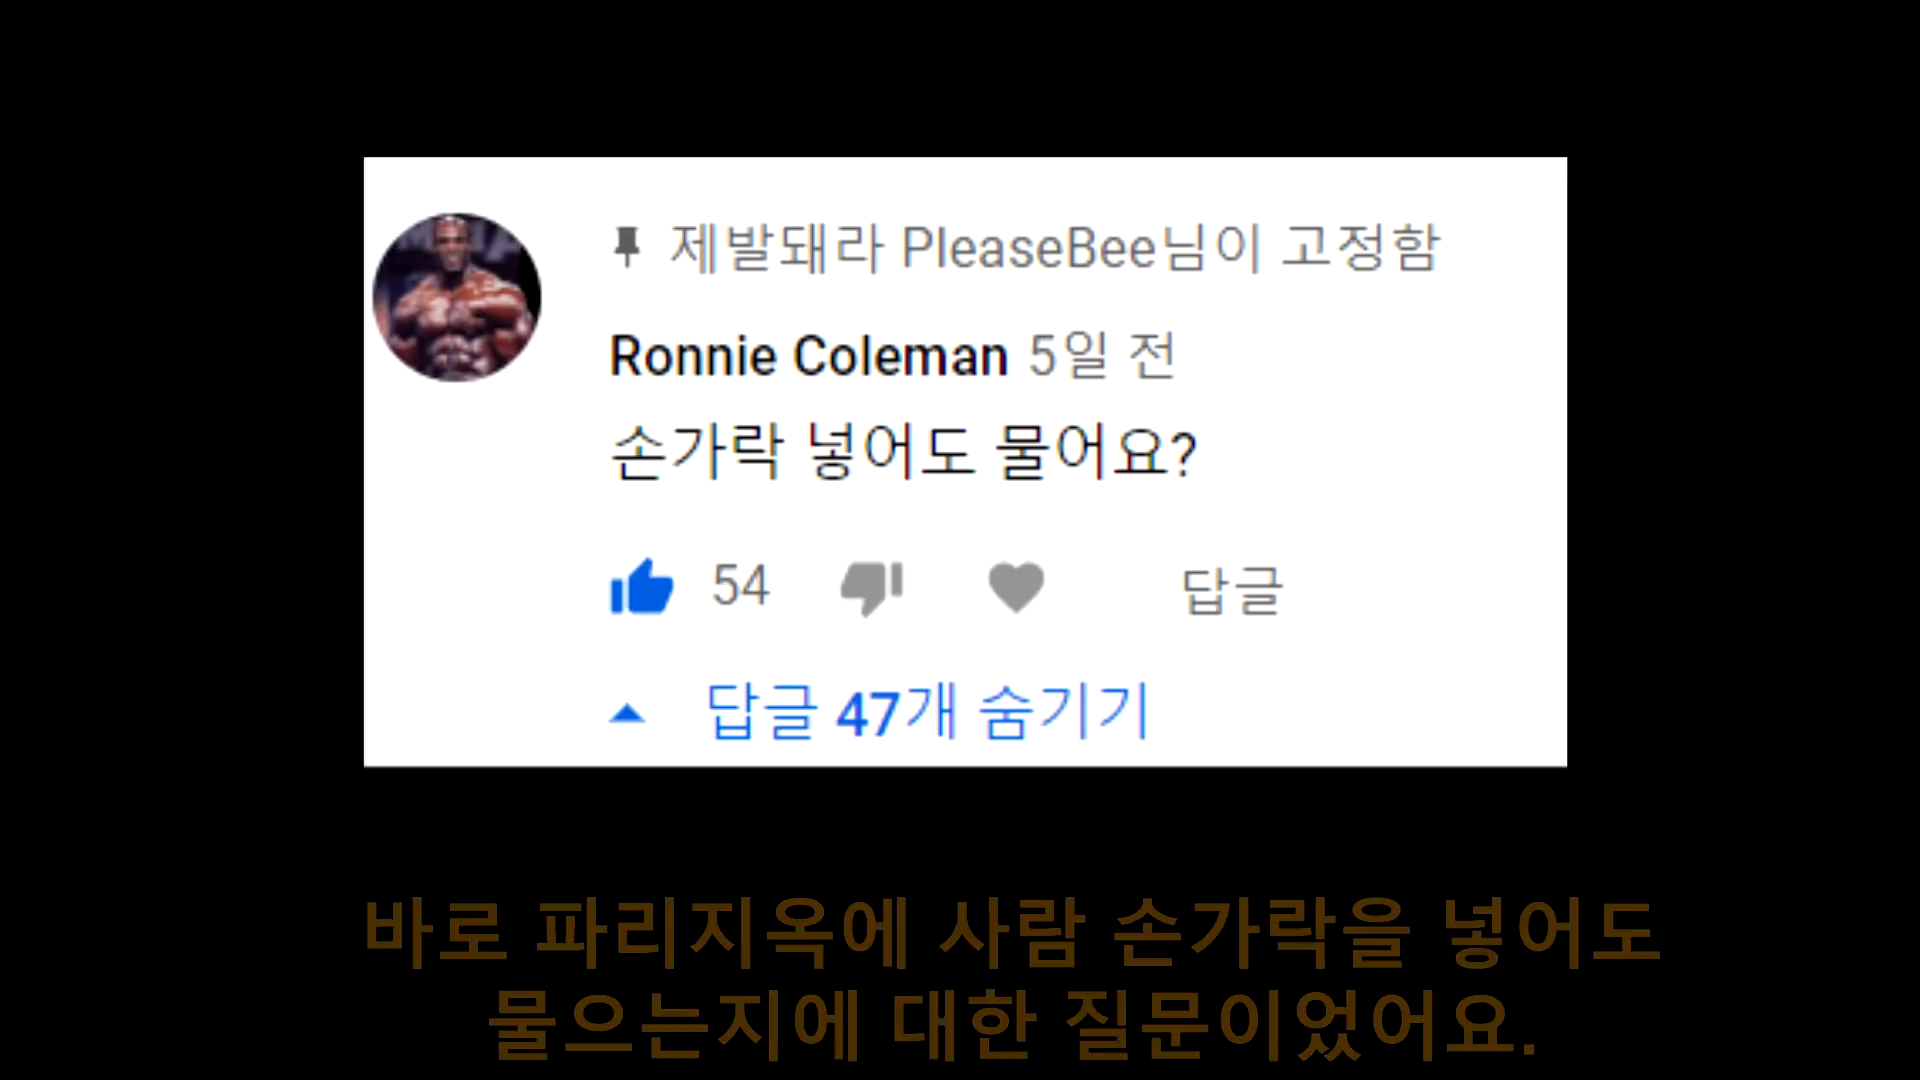 제발돼라 PleaseBee님이 고정함
Ronnie Coleman 5일 전
손가락 넣어도 물어요?
54 답글
답글 47개 숨기기
바로 파리지옥에 사람 손가락을 넣어도
물으는지에 대한 질문이었어요.